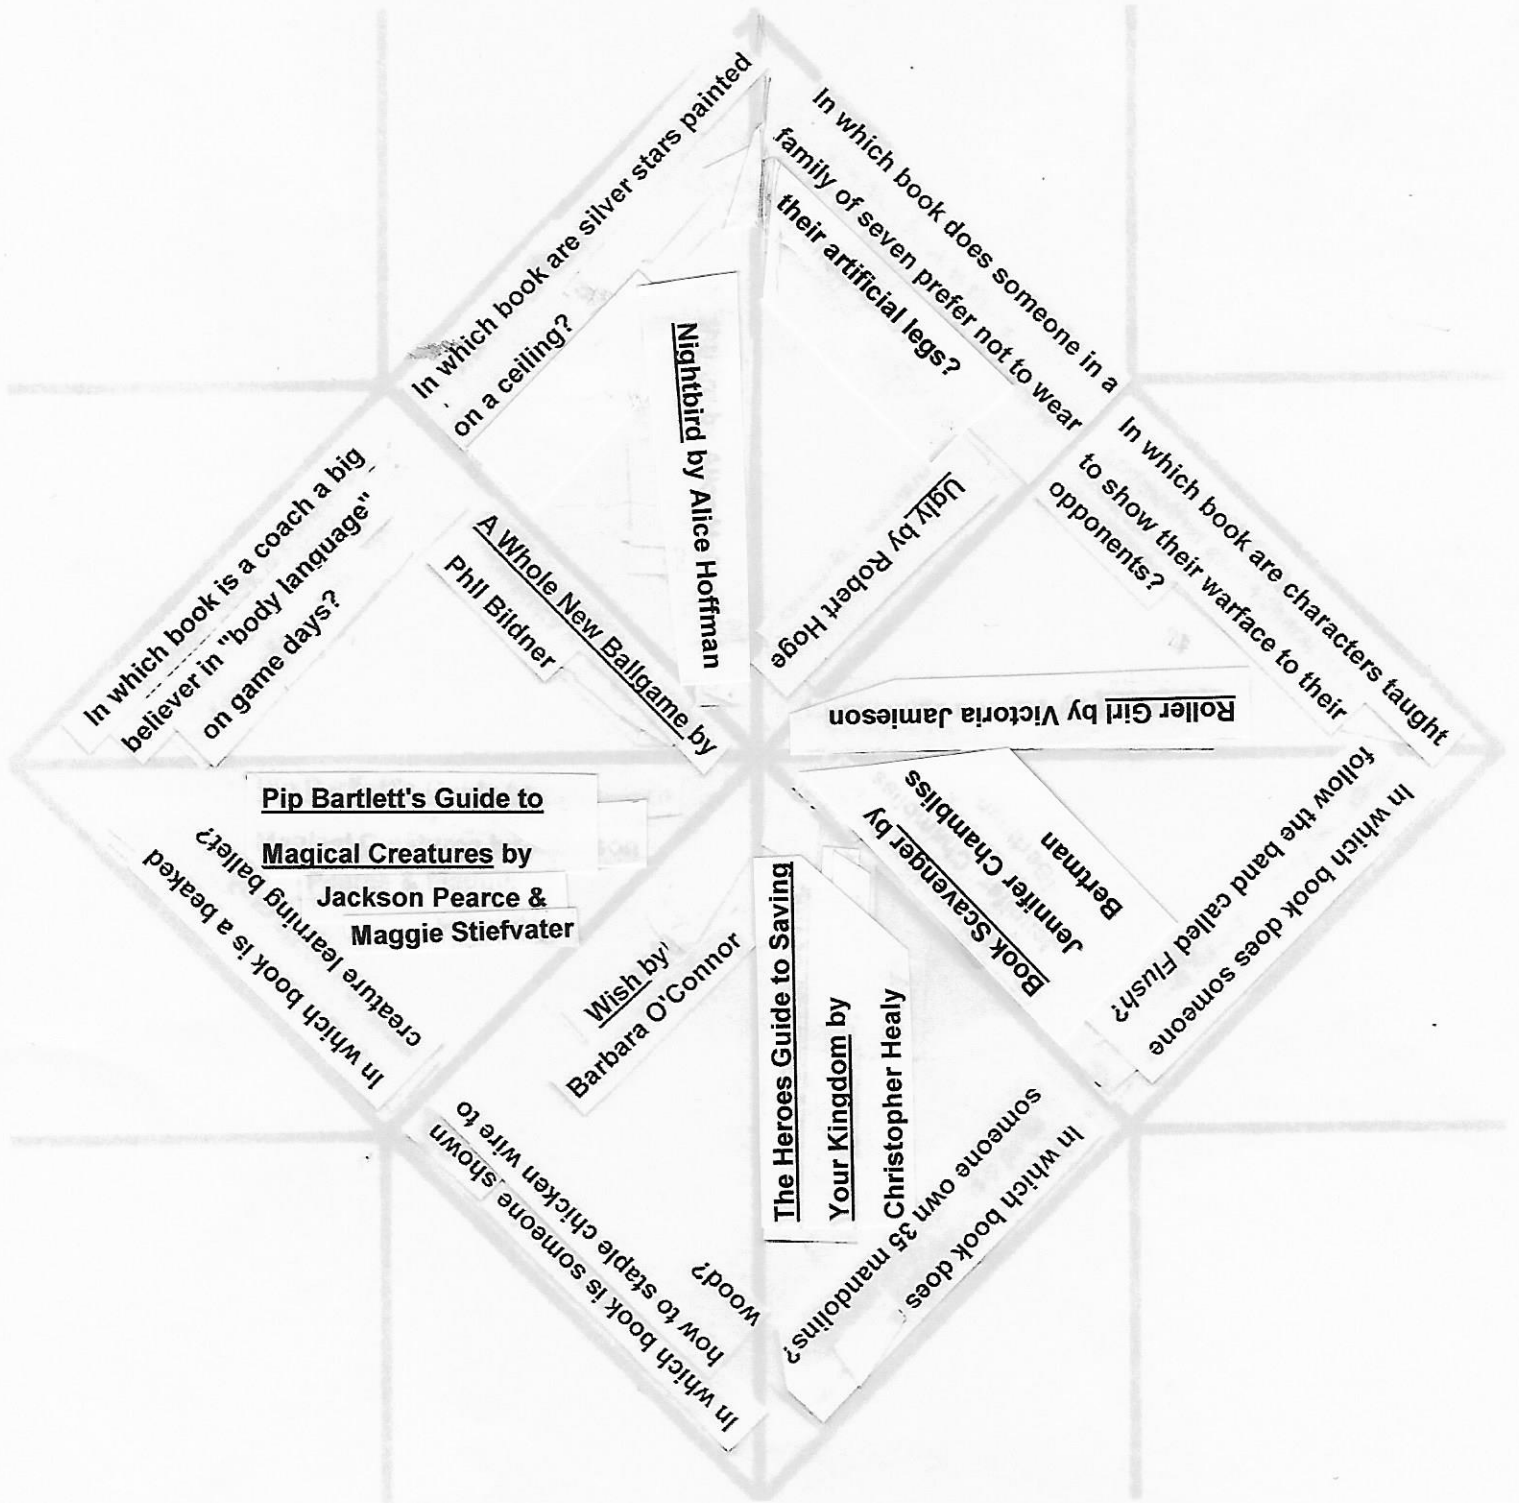 In which book are silver stars painted
on a ceiling?
Nightbird by Alice Hoffman
In which book does someone in a
family of seven prefer not to wear
their artificial legs?
Ugly by Robert Hoge
In which book are characters taught
to show their warface to their
opponents?
Roller Girl by Victoria Jamieson
In which book does someone
follow the band called Flush?
Book Scavenger by
Jennifer Chambliss
Bertman
In which book does
someone own 35 mandolins?
The Heroes Guide to Saving
Your Kingdom by
Christopher Healy
In which book is someone shown
how to staple chicken wire to
wood?
Wish by
Barbara O'Connor
In which book is a beaked
creature learning ballet?
Pip Bartlett's Guide to
Magical Creatures by
Jackson Pearce &
Maggie Stiefvater
In which book is a coach a big
believer in "body language"
on game days?
A Whole New Ballgame by
Phil Bildner